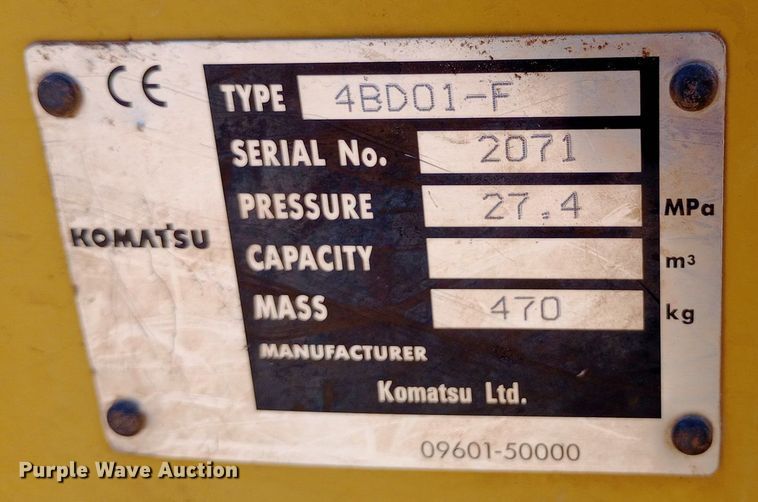 CE
TYPE 4BD01-F
SERIAL No. 2071
PRESSURE 27.4 MPa
KOMATSU
CAPACITY m3
MASS 470 kg
MANUFACTURER
Komatsu Ltd.
09601-50000
Purple Wave Auction